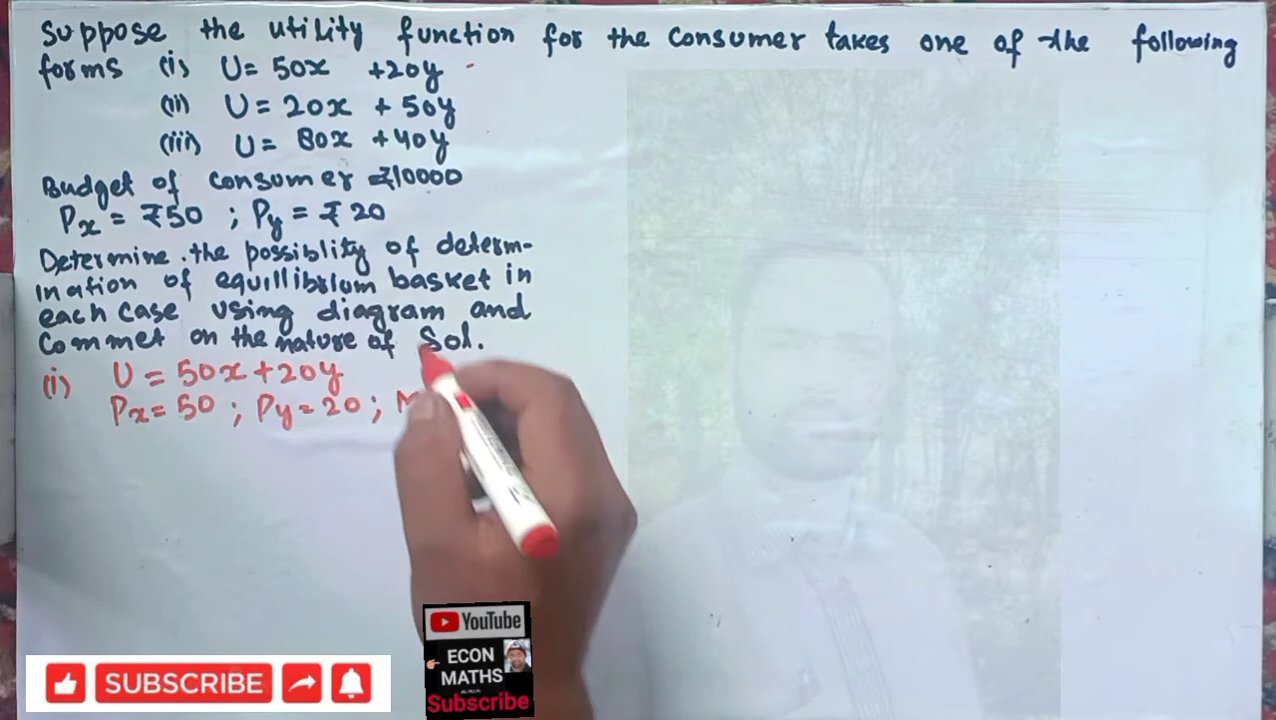 Suppose the utility function for the consumer takes one of the following
forms (i) U = 50x + 20y
(ii) U = 20x + 50y
(iii) U = 80x + 40y
Budget of consumer = ₹10000
Px = ₹50 ; Py = ₹20
Determine the possiblity of determ-
ination of equillibrium basket in
each case using diagram and
Commet on the nature of Sol.
(i) U = 50x + 20y
Px = 50 ; Py = 20 ; M
YouTube
ECON
MATHS
Subscribe
SUBSCRIBE